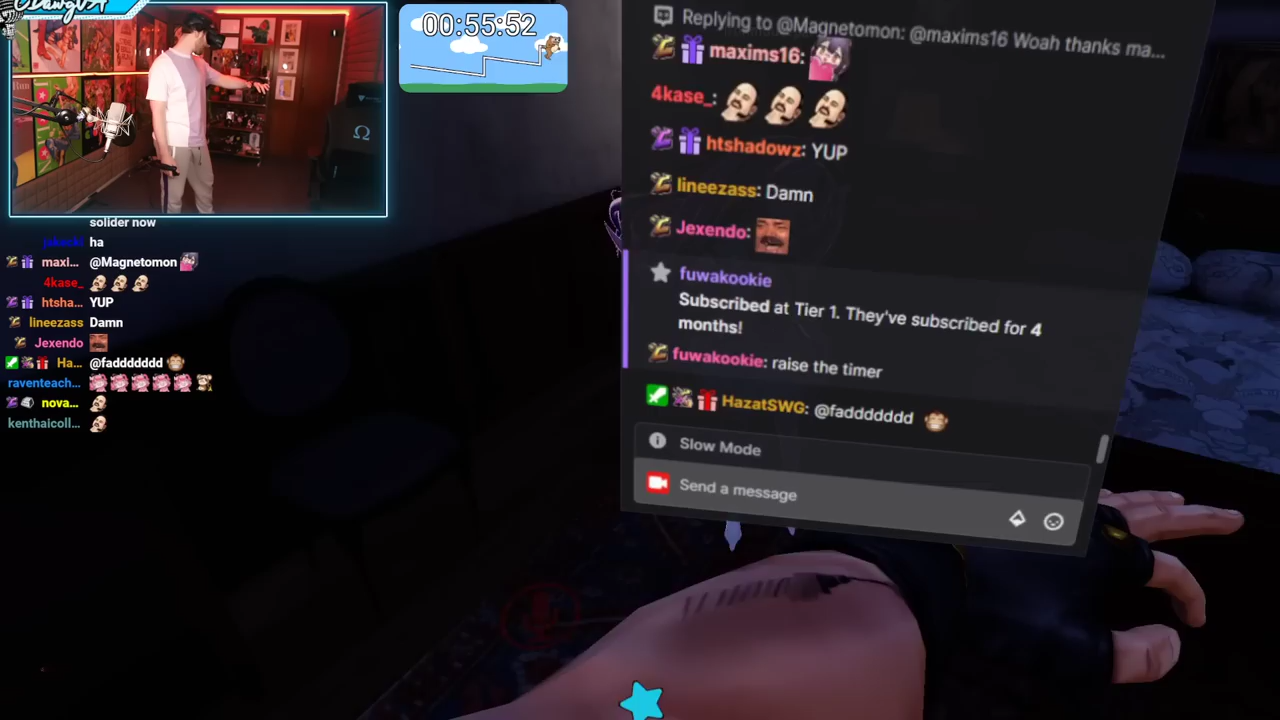 CDawgVA
00:55:52
solider now
ha
maxi... @Magnetomon
4kase_
htsha... YUP
lineezass Damn
Jexendo
Ha... @faddddddd
raventeach...
nova...
kenthaicoll...
Replying to @Magnetomon: @maxims16 Woah thanks ma...
maxims16:
4kase_:
htshadowz: YUP
lineezass: Damn
Jexendo:
fuwakookie
Subscribed at Tier 1. They've subscribed for 4
months!
fuwakookie: raise the timer
HazatSWG: @faddddddd
Slow Mode
Send a message